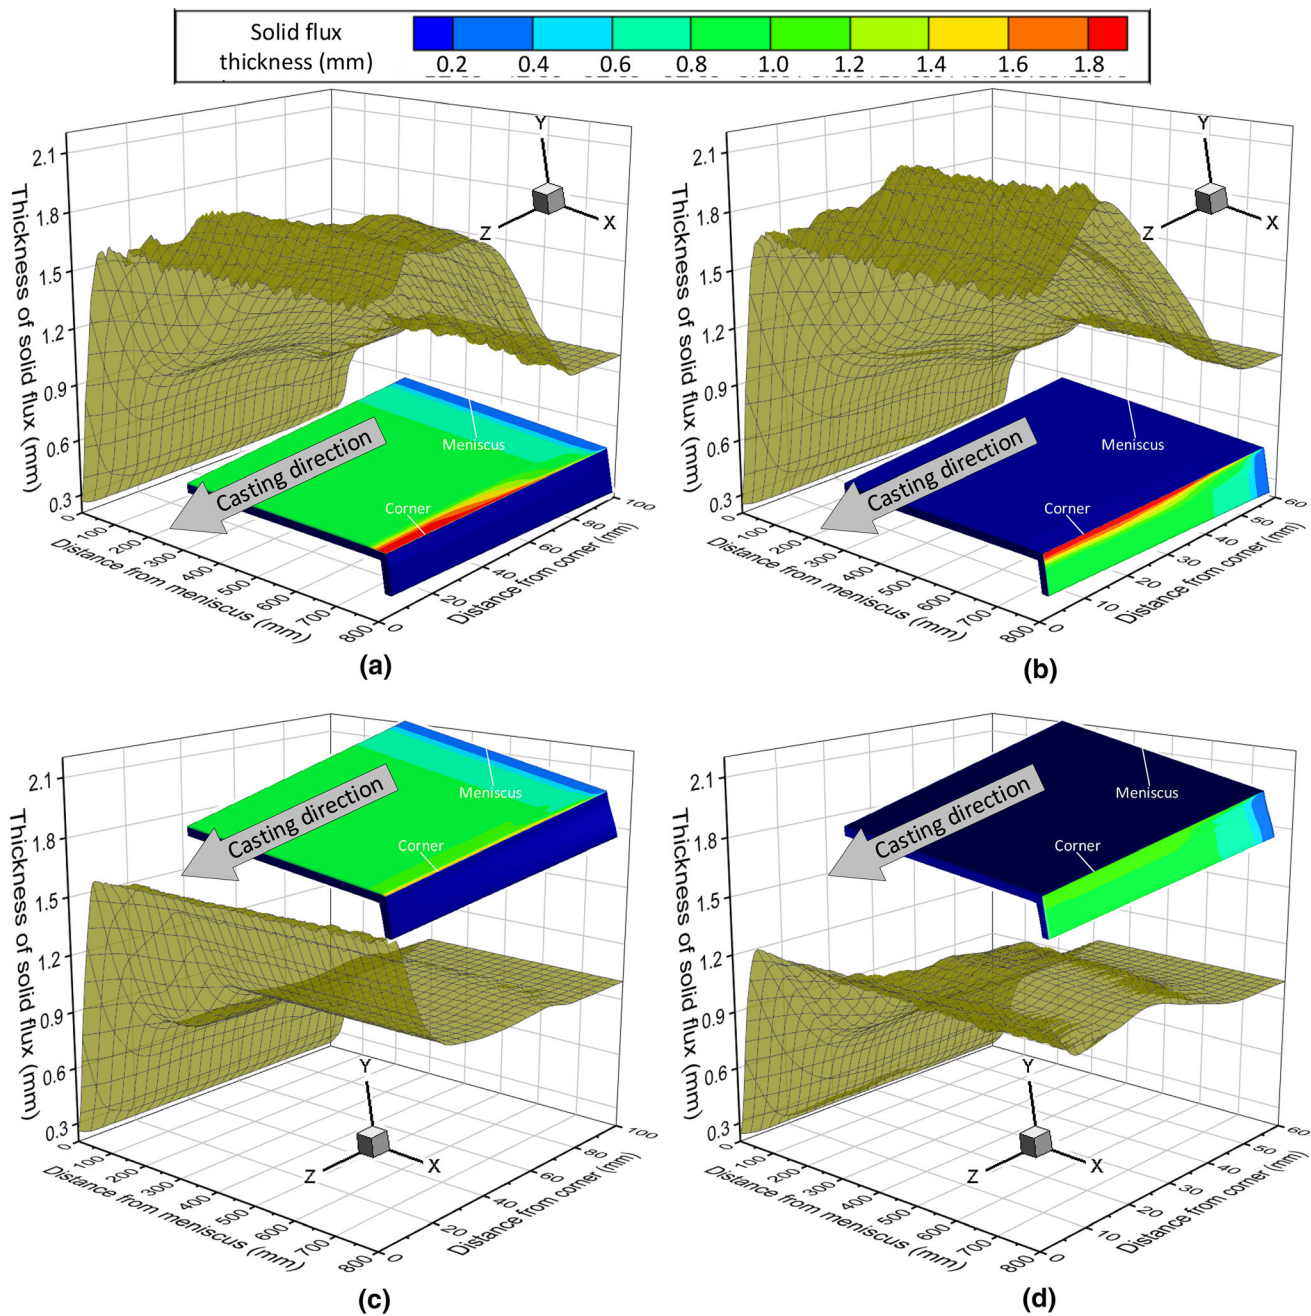 Solid flux
thickness (mm)
0.2 0.4 0.6 0.8 1.0 1.2 1.4 1.6 1.8
Thickness of solid flux (mm)
2.1
1.8
1.5
1.2
0.9
0.6
0.3
Y
Z
X
Meniscus
Casting direction
Corner
0 100 200 300 400 500 600 700 800
Distance from meniscus (mm)
0 20 40 60 80 100
Distance from corner (mm)
(a)
Thickness of solid flux (mm)
2.1
1.8
1.5
1.2
0.9
0.6
0.3
Y
Z
X
Meniscus
Casting direction
Corner
0 100 200 300 400 500 600 700 800
Distance from meniscus (mm)
0 10 20 30 40 50 60
Distance from corner (mm)
(b)
Thickness of solid flux (mm)
2.1
1.8
1.5
1.2
0.9
0.6
0.3
Meniscus
Casting direction
Corner
Y
Z
X
0 100 200 300 400 500 600 700 800
Distance from meniscus (mm)
0 20 40 60 80 100
Distance from corner (mm)
(c)
Thickness of solid flux (mm)
2.1
1.8
1.5
1.2
0.9
0.6
0.3
Meniscus
Casting direction
Corner
Y
Z
X
0 100 200 300 400 500 600 700 800
Distance from meniscus (mm)
0 10 20 30 40 50 60
Distance from corner (mm)
(d)